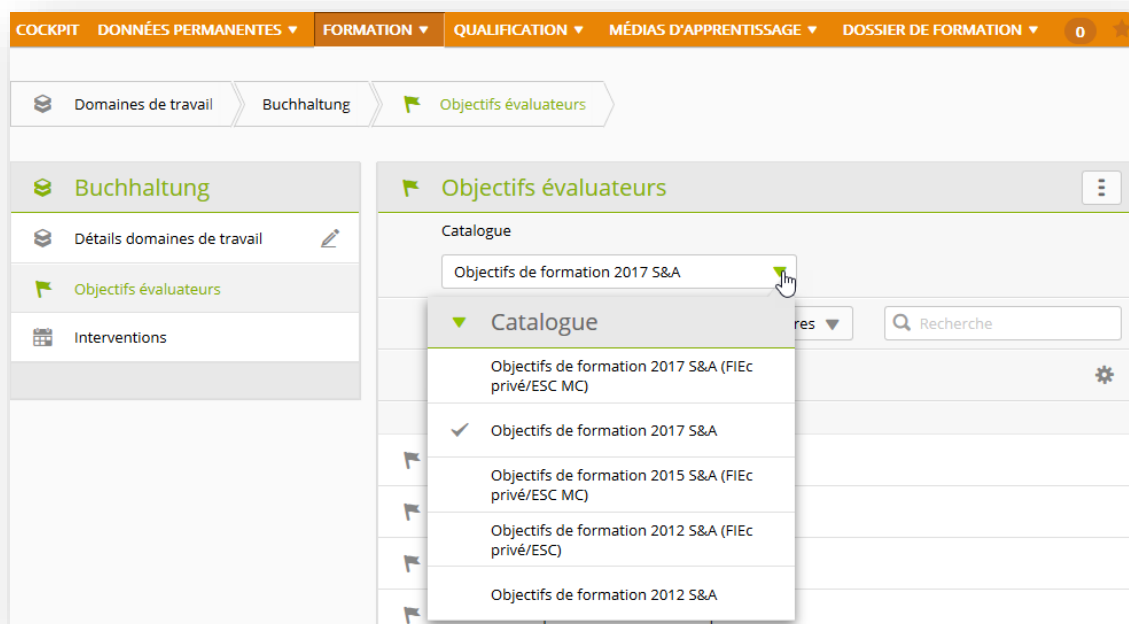 COCKPIT DONNÉES PERMANENTES FORMATION QUALIFICATION MÉDIAS D'APPRENTISSAGE DOSSIER DE FORMATION 0
Domaines de travail Buchhaltung Objectifs évaluateurs
Buchhaltung
Détails domaines de travail
Objectifs évaluateurs
Interventions
Objectifs évaluateurs
Catalogue
Objectifs de formation 2017 S&A
Recherche
Catalogue
Objectifs de formation 2017 S&A (FIEc
privé/ESC MC)
Objectifs de formation 2017 S&A
Objectifs de formation 2015 S&A (FIEc
privé/ESC MC)
Objectifs de formation 2012 S&A (FIEc
privé/ESC)
Objectifs de formation 2012 S&A